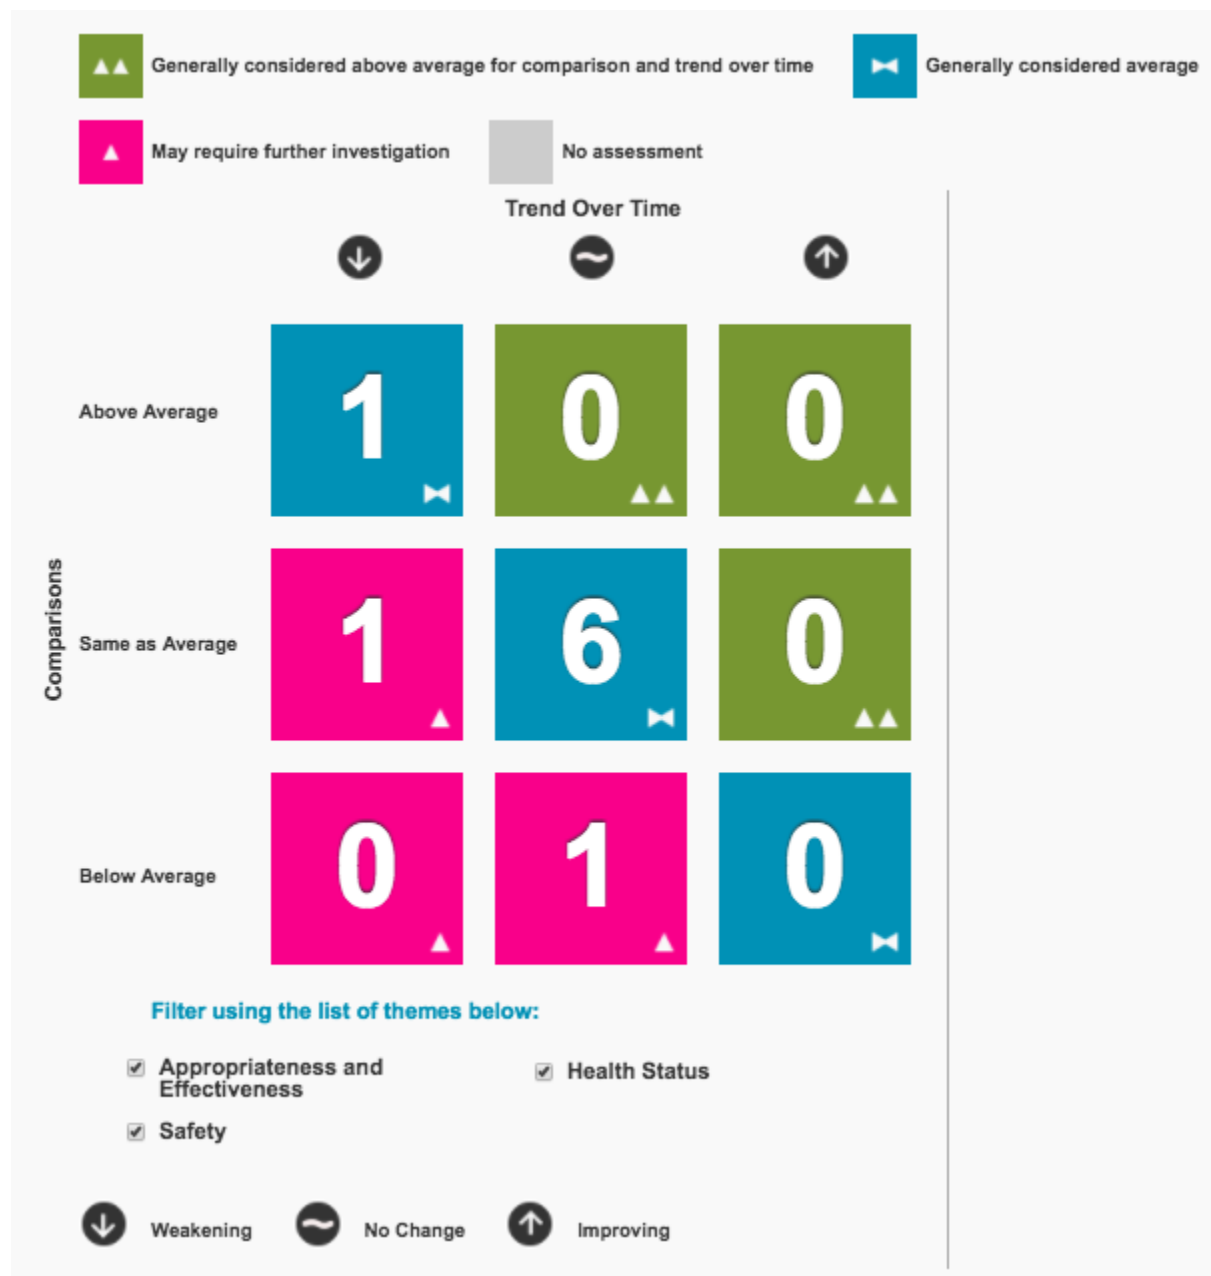 Generally considered above average for comparison and trend over time
Generally considered average
May require further investigation
No assessment
Trend Over Time
Comparisons
Above Average
1
0
0
Same as Average
1
6
0
Below Average
0
1
0
Filter using the list of themes below:
Appropriateness and
Effectiveness
Health Status
Safety
Weakening
No Change
Improving